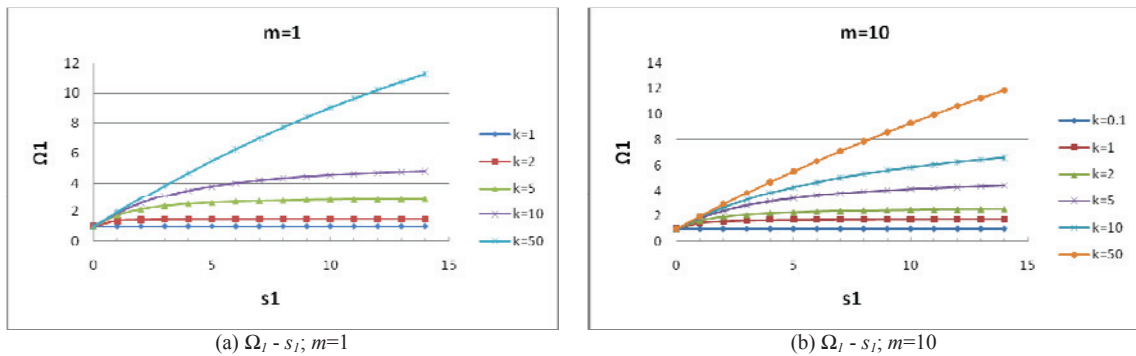 m=1
12
10
8
6
4
2
0
Ω1
0 5 10 15
s1
k=1
k=2
k=5
k=10
k=50
(a) Ω₁ - s₁; m=1
m=10
14
12
10
8
6
4
2
0
Ω1
0 5 10 15
s1
k=0.1
k=1
k=2
k=5
k=10
k=50
(b) Ω₁ - s₁; m=10